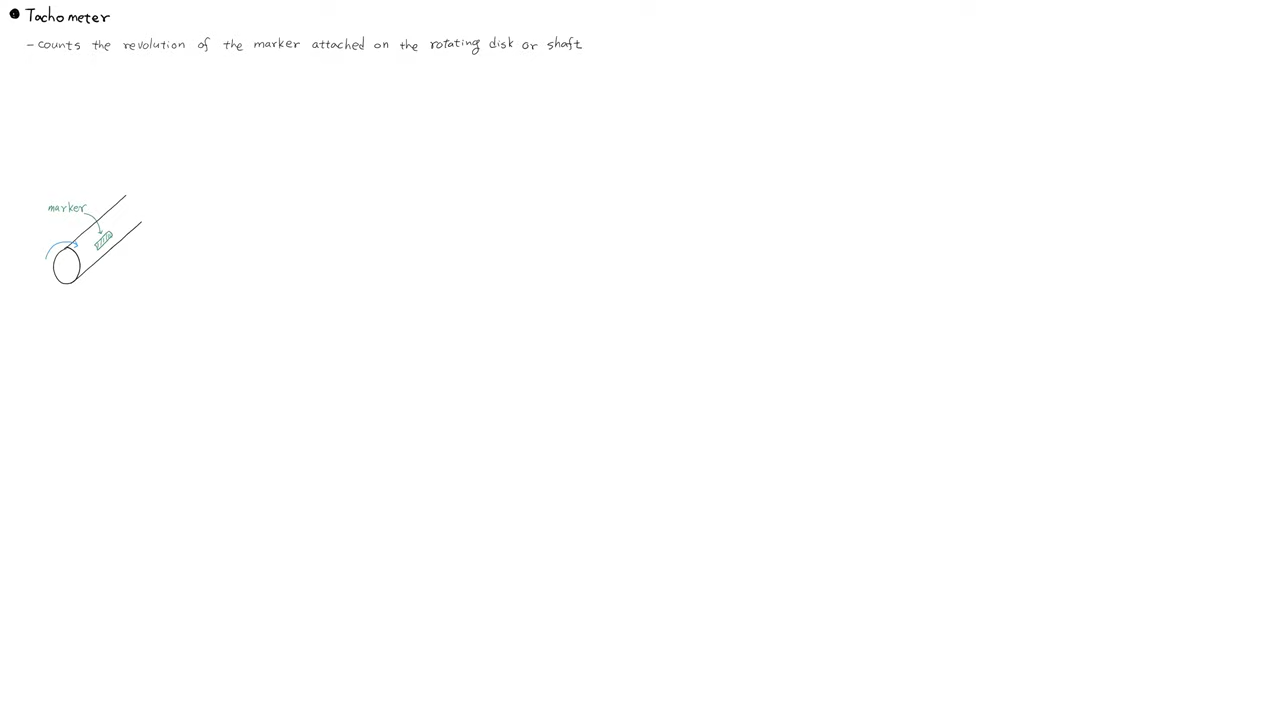 ● Tachometer
- counts the revolution of the marker attached on the rotating disk or shaft
marker